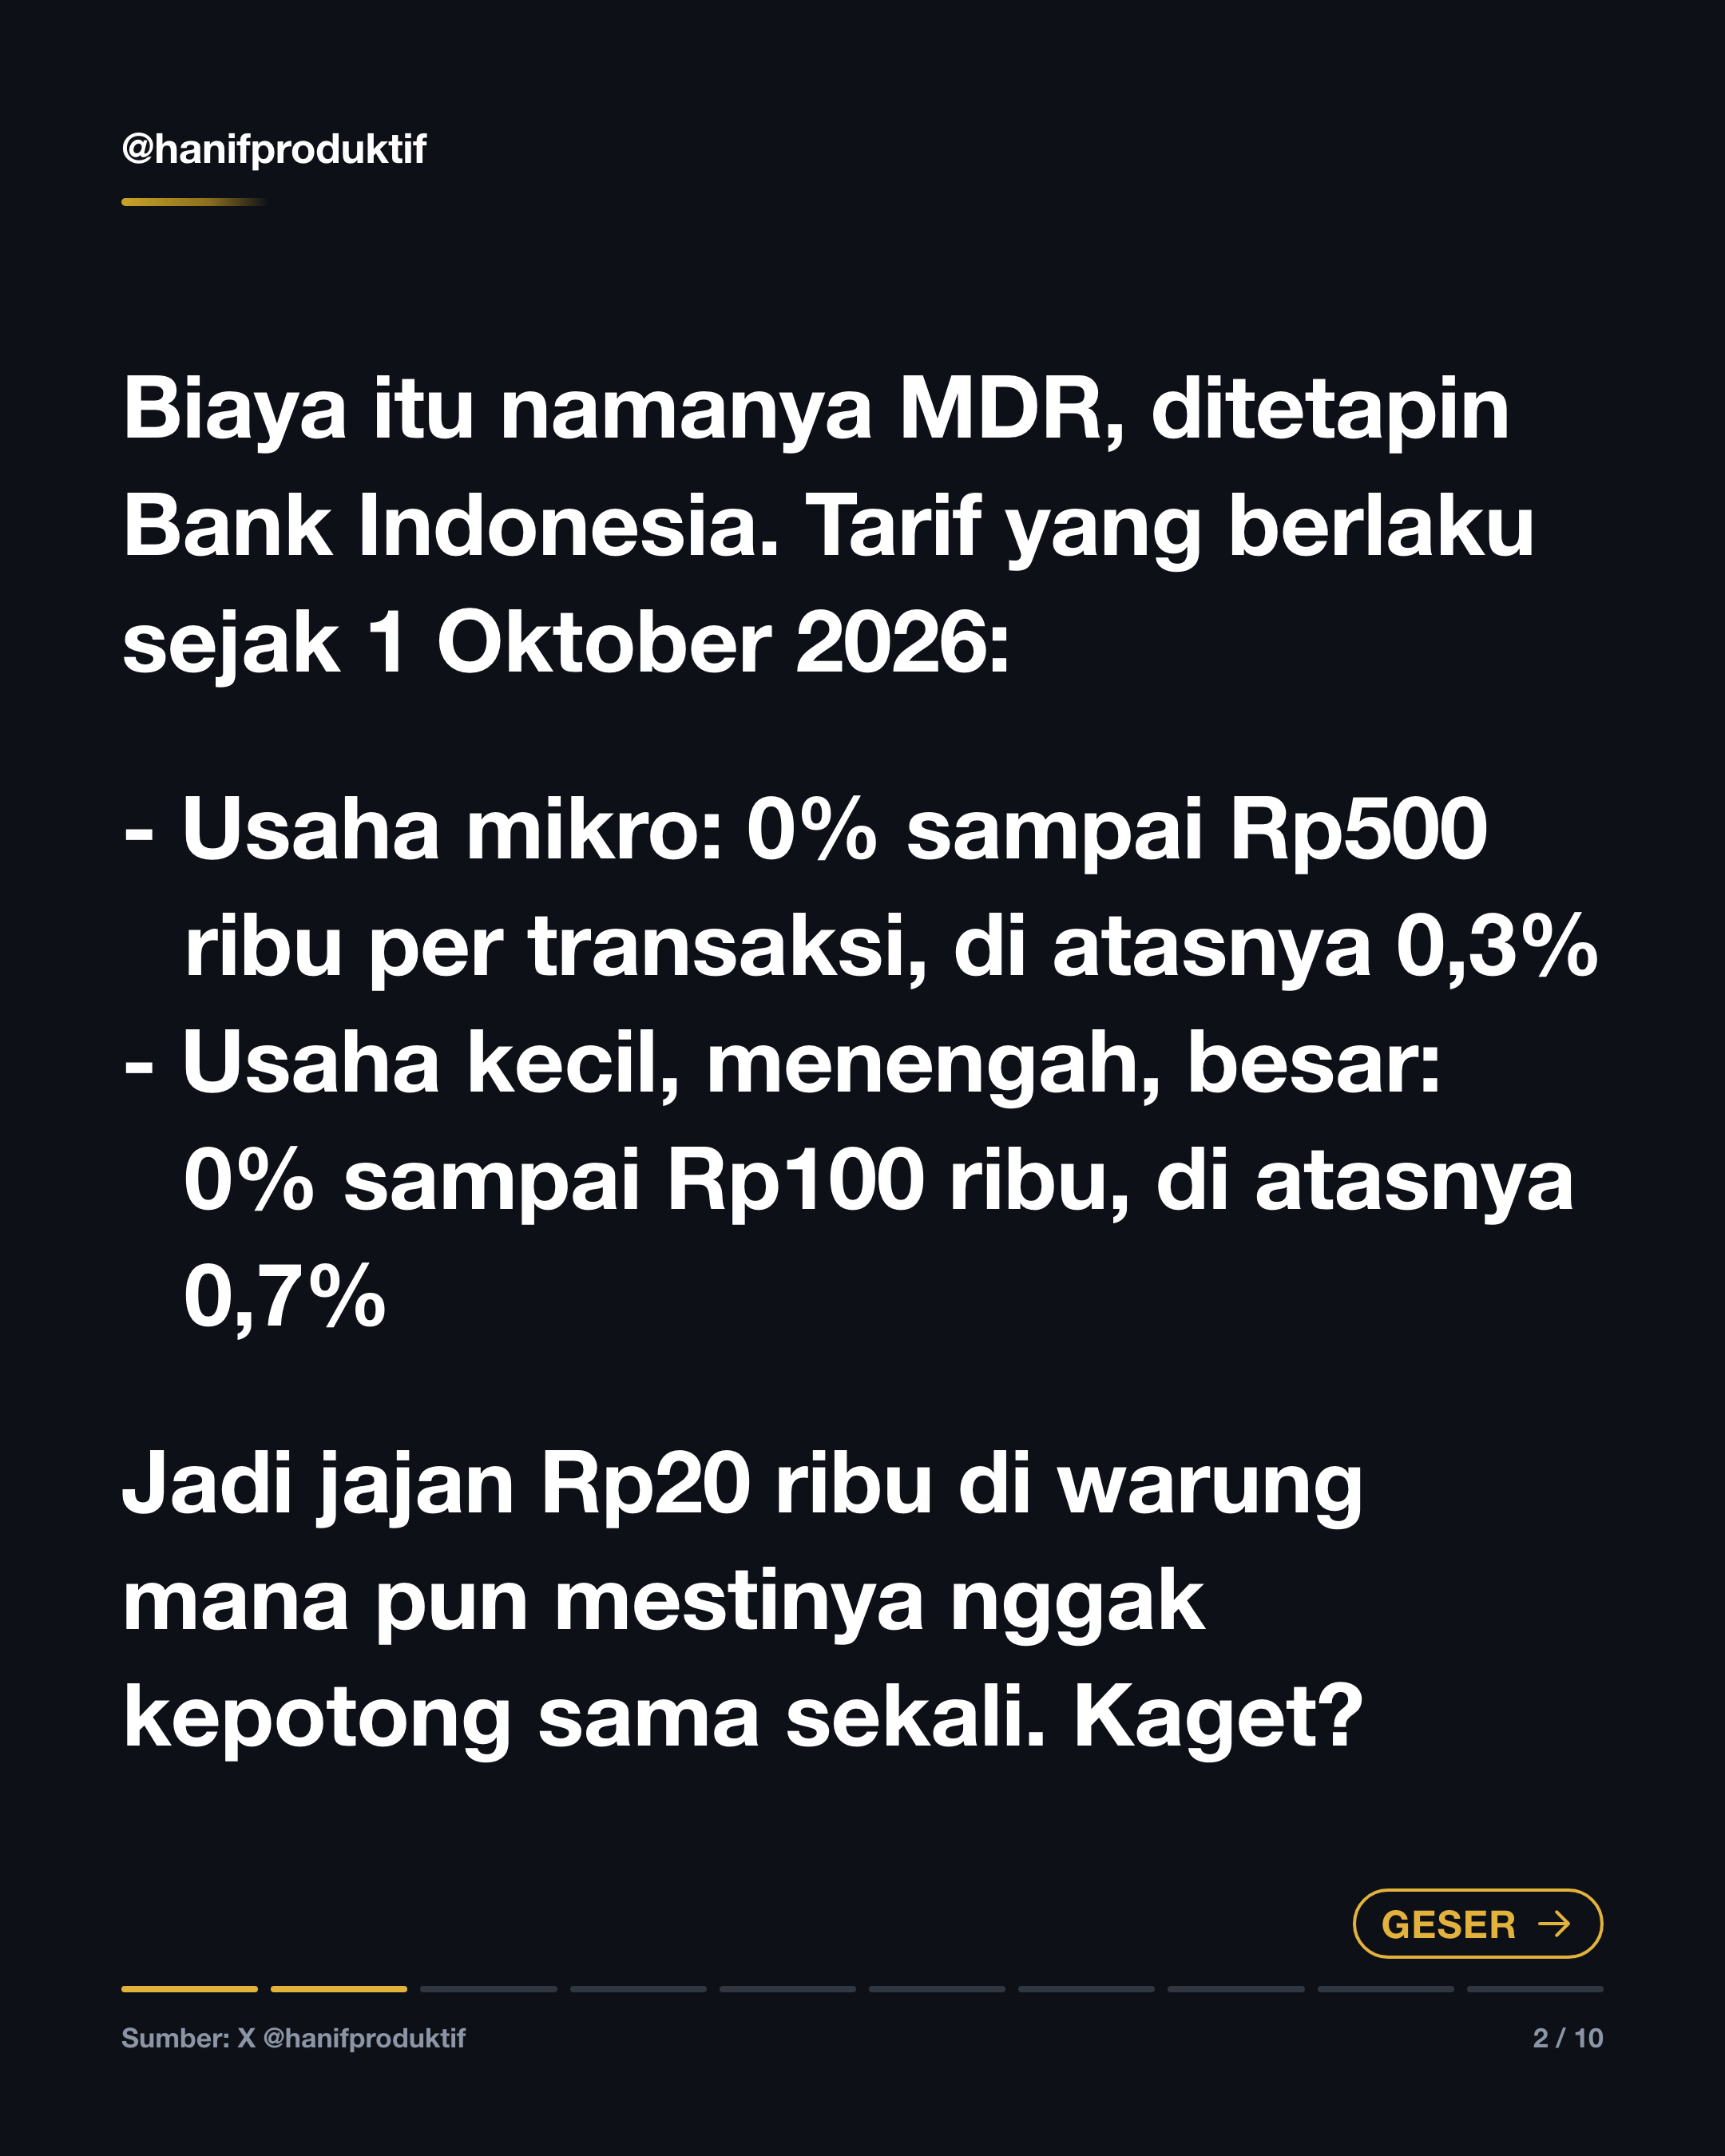 @hanifproduktif
Biaya itu namanya MDR, ditetapin
Bank Indonesia. Tarif yang berlaku
sejak 1 Oktober 2026:
- Usaha mikro: 0% sampai Rp500
ribu per transaksi, di atasnya 0,3%
- Usaha kecil, menengah, besar:
0% sampai Rp100 ribu, di atasnya
0,7%
Jadi jajan Rp20 ribu di warung
mana pun mestinya nggak
kepotong sama sekali. Kaget?
GESER →
Sumber: X @hanifproduktif
2 / 10